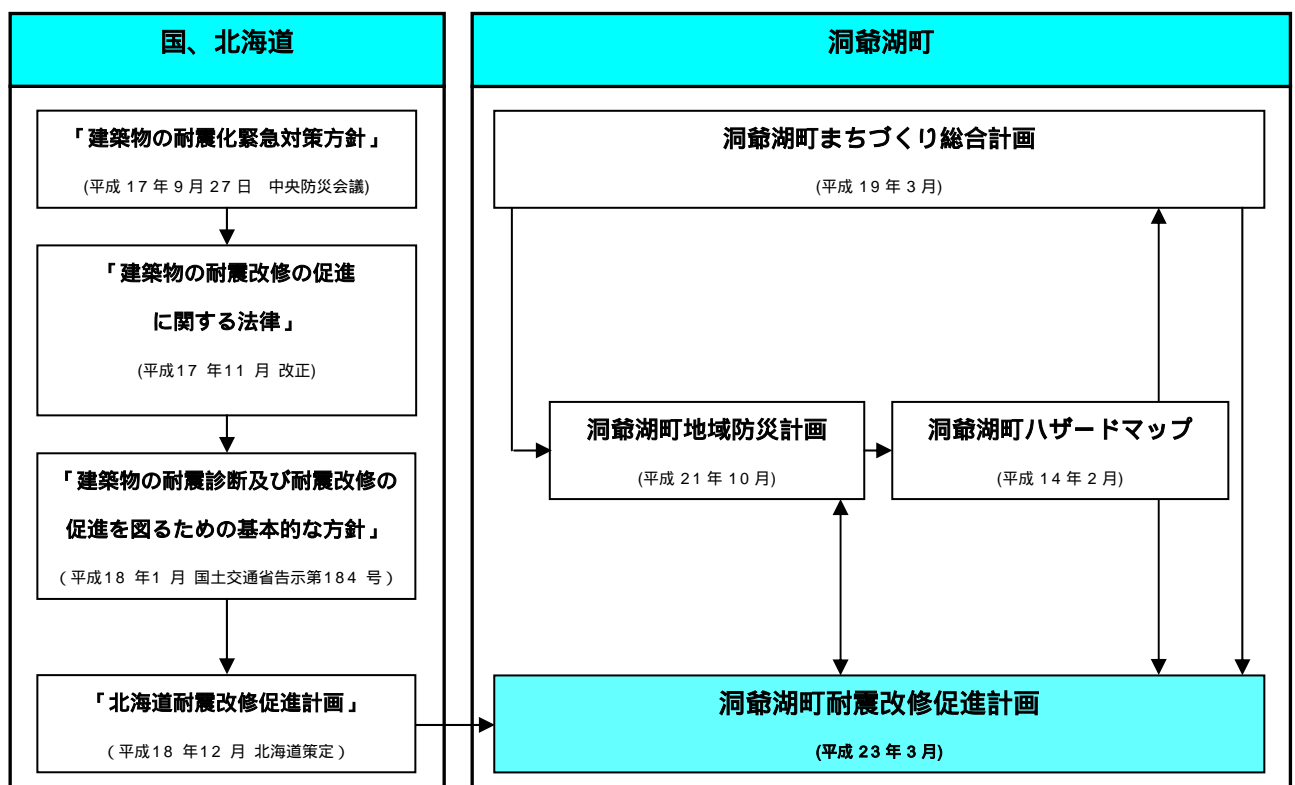 国、北海道
「建築物の耐震化緊急対策方針」
(平成 17 年 9 月 27 日　中央防災会議)
「建築物の耐震改修の促進
に関する法律」
(平成17 年11 月 改正)
「建築物の耐震診断及び耐震改修の
促進を図るための基本的な方針」
（平成18 年1 月 国土交通省告示第184 号）
「北海道耐震改修促進計画」
（平成18 年12 月 北海道策定）
洞爺湖町
洞爺湖町まちづくり総合計画
(平成 19 年 3 月)
洞爺湖町地域防災計画
(平成 21 年 10 月)
洞爺湖町ハザードマップ
(平成 14 年 2 月)
洞爺湖町耐震改修促進計画
(平成 23 年 3 月)